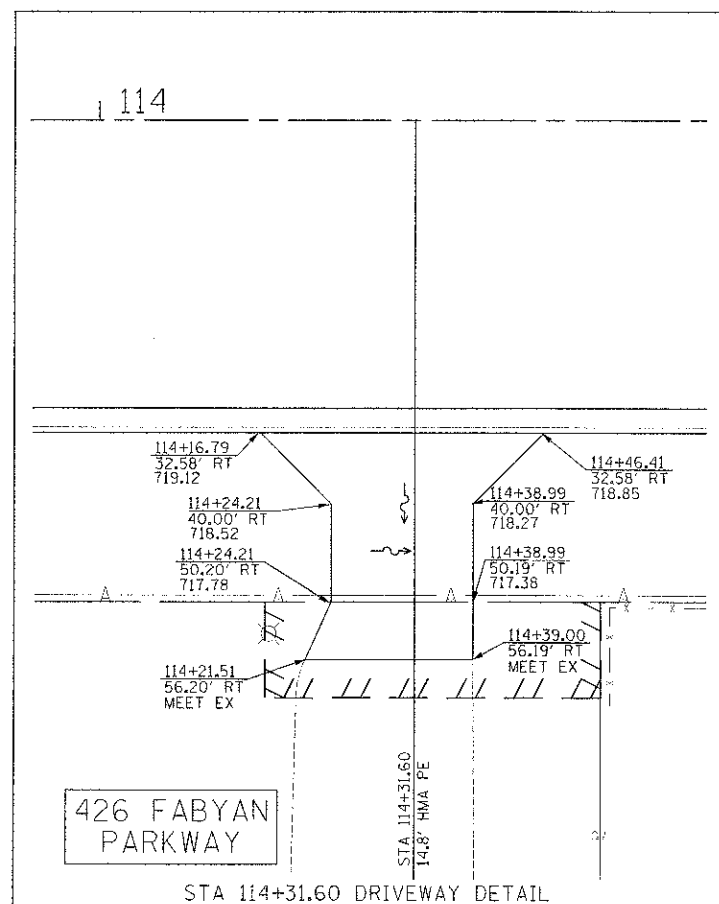 114
114+16.79
32.58' RT
719.12
114+46.41
32.58' RT
718.85
114+24.21
40.00' RT
718.52
114+38.99
40.00' RT
718.27
114+24.21
50.20' RT
717.78
114+38.99
50.19' RT
717.38
A A A A
114+39.00
56.19' RT
MEET EX
114+21.51
56.20' RT
MEET EX
STA 114+31.60
14.8' HMA PE
426 FABYAN
PARKWAY
STA 114+31.60 DRIVEWAY DETAIL